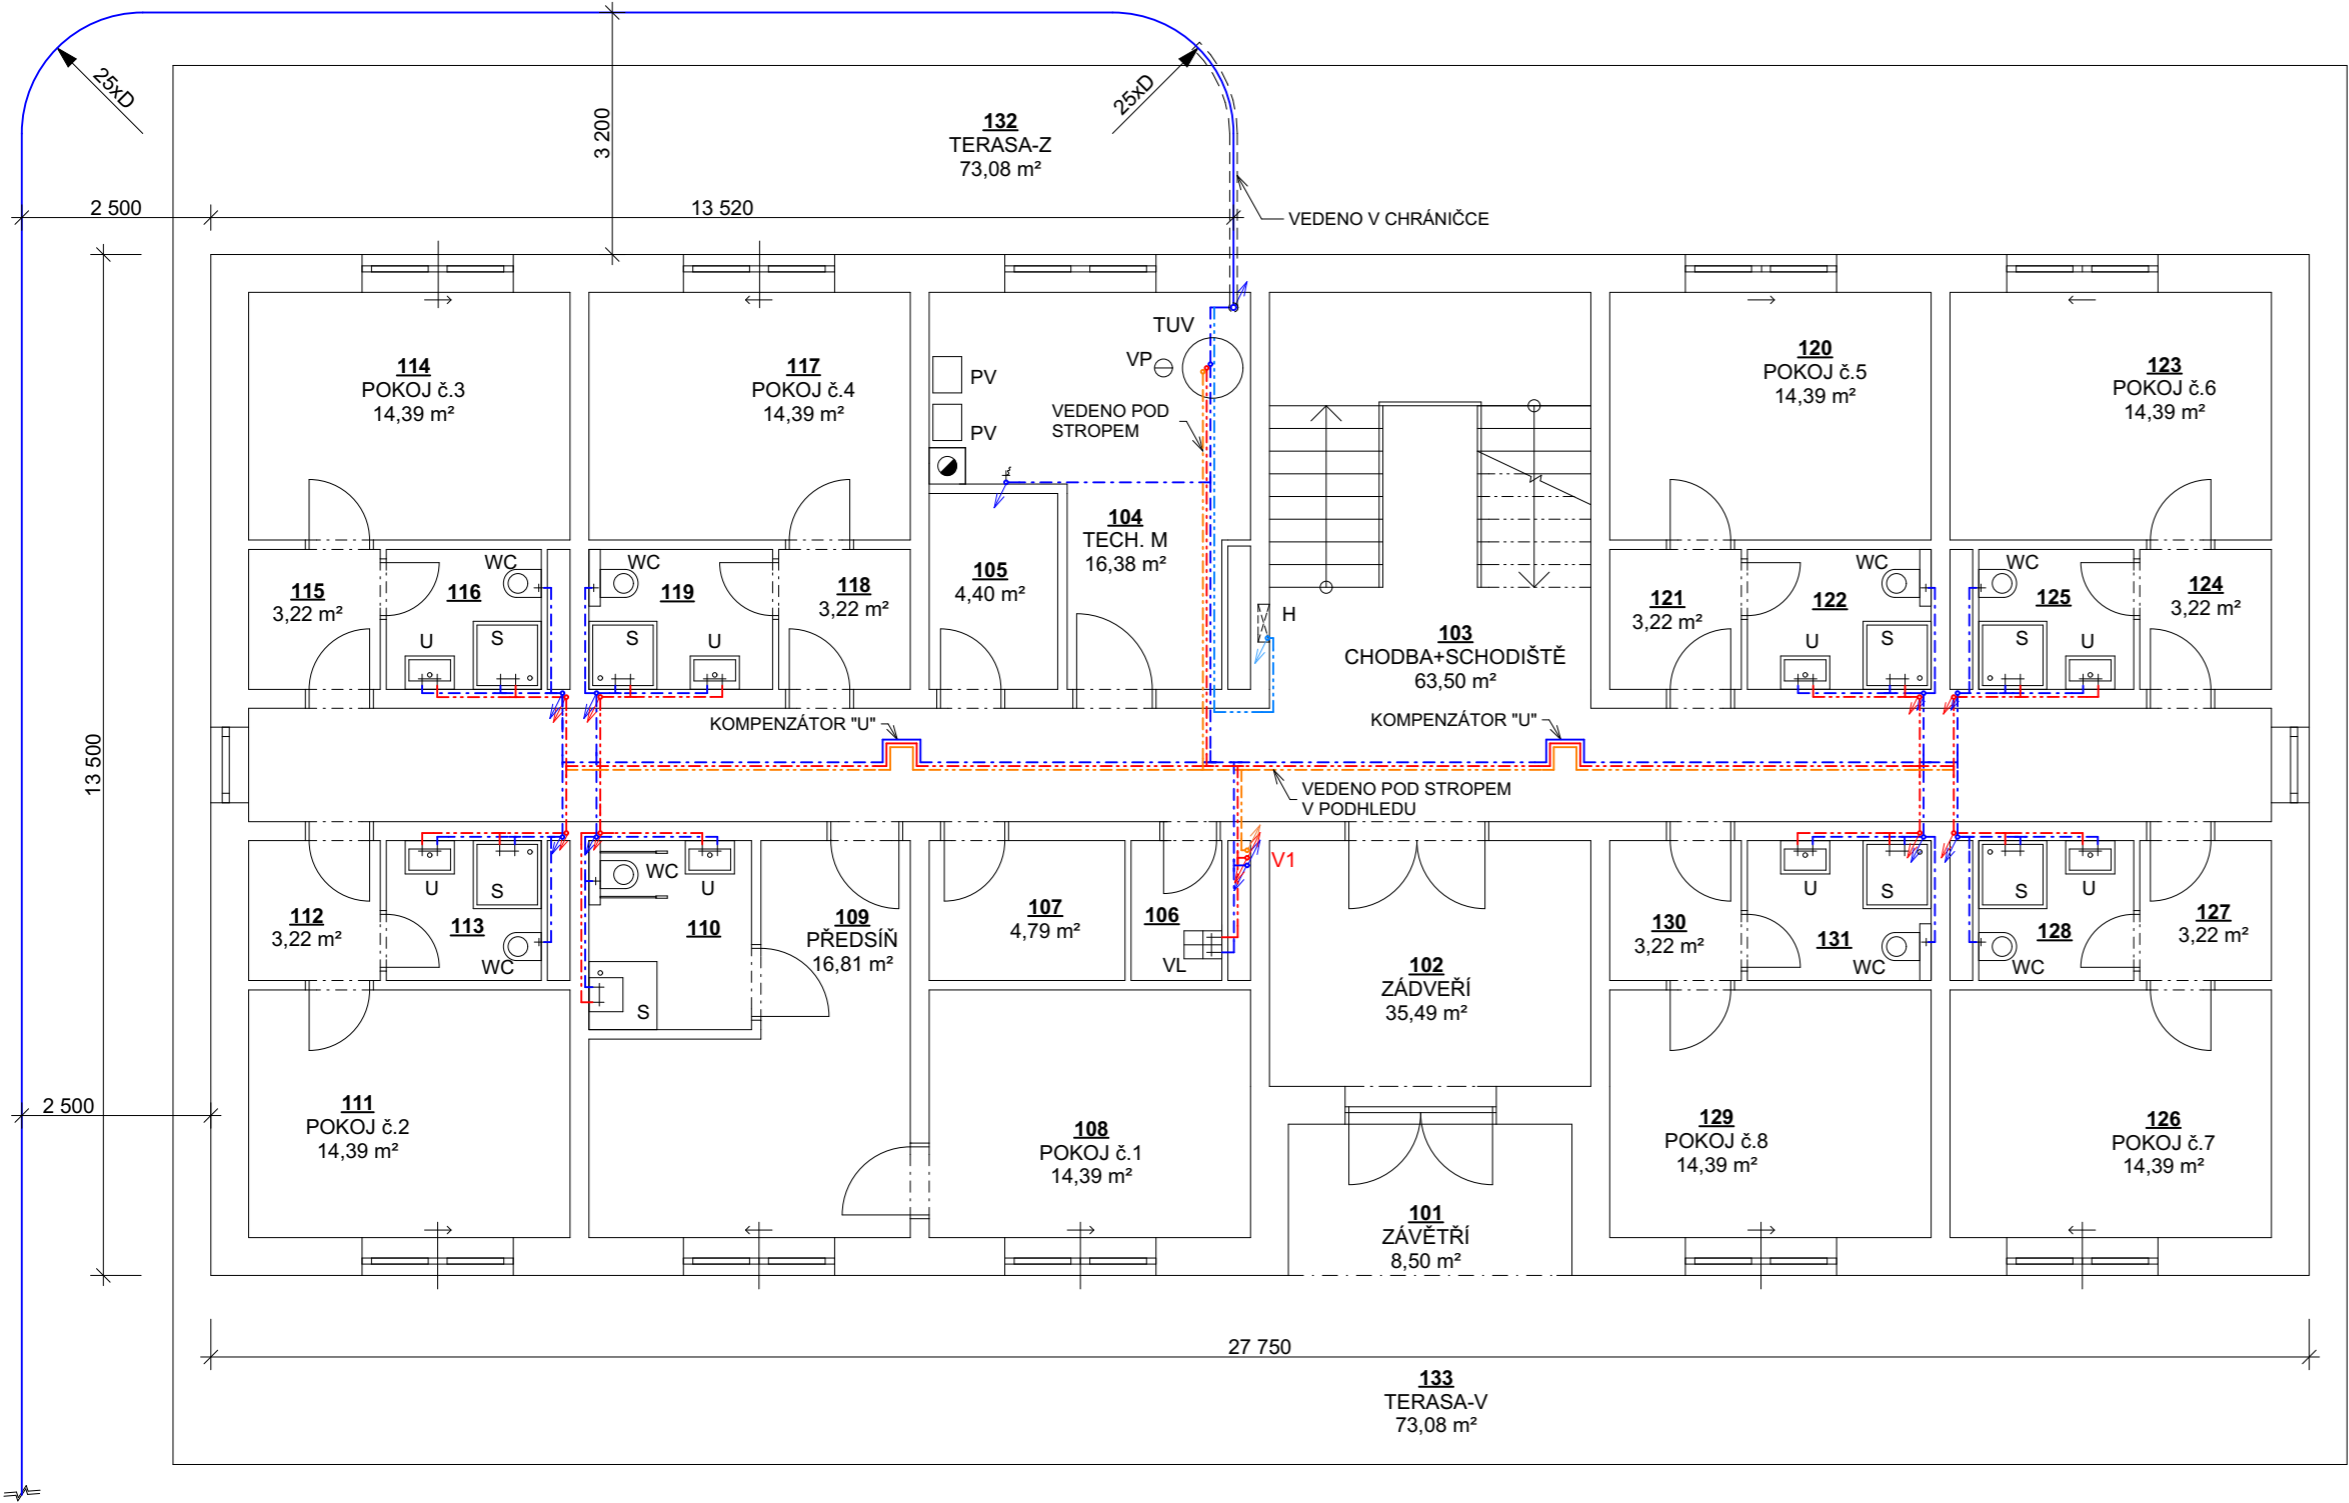 25xD
25xD
3 200
132
TERASA-Z
73,08 m²
2 500
13 520
VEDENO V CHRÁNIČCE
114
POKOJ č.3
14,39 m²
117
POKOJ č.4
14,39 m²
TUV
VP
PV
PV
VEDENO POD
STROPEM
120
POKOJ č.5
14,39 m²
123
POKOJ č.6
14,39 m²
104
TECH. M
16,38 m²
105
4,40 m²
115
3,22 m²
116
WC
U
S
119
WC
S
U
118
3,22 m²
H
103
CHODBA+SCHODIŠTĚ
63,50 m²
121
3,22 m²
122
WC
U
S
125
WC
S
U
124
3,22 m²
KOMPENZÁTOR "U"
KOMPENZÁTOR "U"
13 500
VEDENO POD STROPEM
V PODHLEDU
V1
112
3,22 m²
113
U
S
WC
110
WC
U
S
109
PŘEDSÍŇ
16,81 m²
107
4,79 m²
106
VL
102
ZÁDVEŘÍ
35,49 m²
130
3,22 m²
131
U
S
WC
128
S
U
WC
127
3,22 m²
2 500
111
POKOJ č.2
14,39 m²
108
POKOJ č.1
14,39 m²
129
POKOJ č.8
14,39 m²
126
POKOJ č.7
14,39 m²
101
ZÁVĚTŘÍ
8,50 m²
27 750
133
TERASA-V
73,08 m²